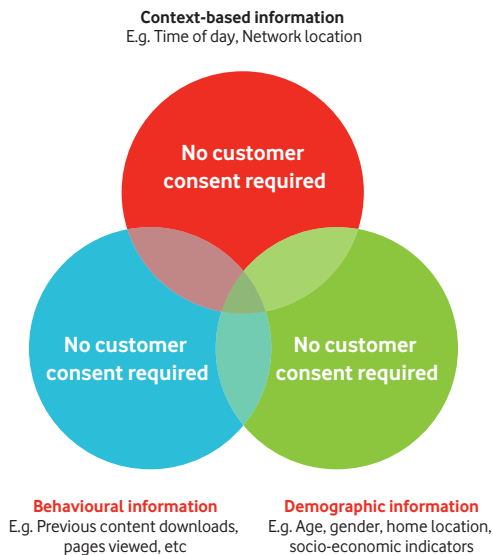 Context-based information
E.g. Time of day, Network location
No customer
consent required
No customer
consent required
No customer
consent required
Behavioural information
E.g. Previous content downloads,
pages viewed, etc
Demographic information
E.g. Age, gender, home location,
socio-economic indicators